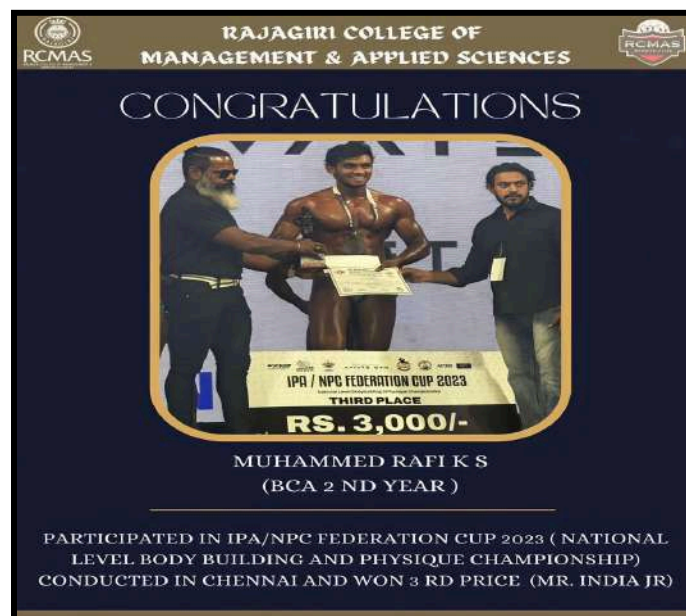 RAJAGIRI COLLEGE OF
MANAGEMENT & APPLIED SCIENCES
RCMAS
RCMAS
CONGRATULATIONS
IPA / NPC FEDERATION CUP 2023
THIRD PLACE
RS. 3,000/-
MUHAMMED RAFI K S
(BCA 2 ND YEAR )
PARTICIPATED IN IPA/NPC FEDERATION CUP 2023 ( NATIONAL
LEVEL BODY BUILDING AND PHYSIQUE CHAMPIONSHIP)
CONDUCTED IN CHENNAI AND WON 3 RD PRICE (MR. INDIA JR)